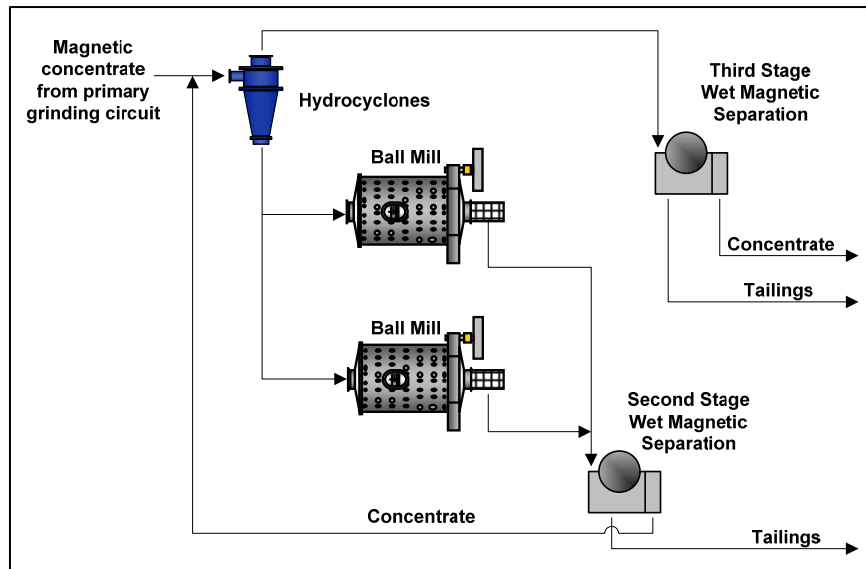 Magnetic
concentrate
from primary
grinding circuit
Hydrocyclones
Third Stage
Wet Magnetic
Separation
Ball Mill
Concentrate
Tailings
Ball Mill
Second Stage
Wet Magnetic
Separation
Concentrate
Tailings